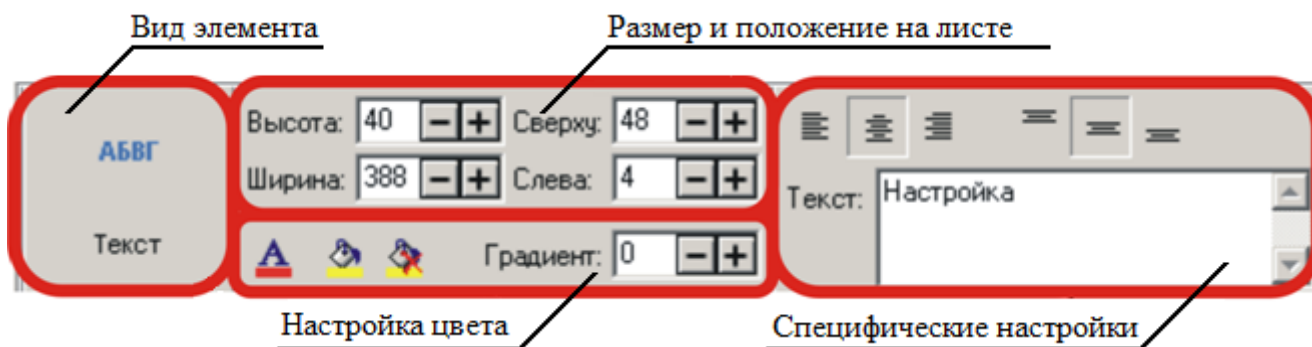 Вид элемента
Размер и положение на листе
АБВГ
Текст
Высота: 40
Сверху: 48
Ширина: 388
Слева: 4
A
Градиент: 0
Текст: Настройка
Настройка цвета
Специфические настройки